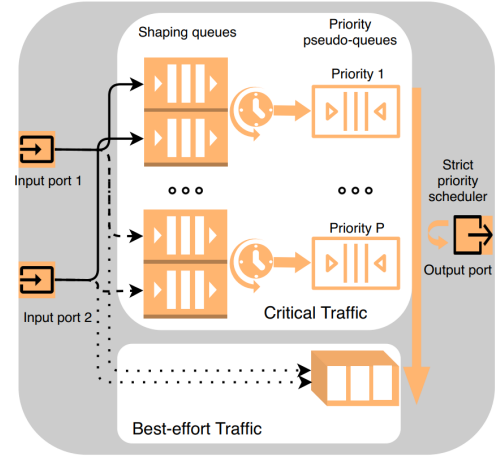 Shaping queues
Priority
pseudo-queues
Priority 1
Strict
priority
scheduler
Input port 1
Priority P
Output port
Input port 2
Critical Traffic
Best-effort Traffic